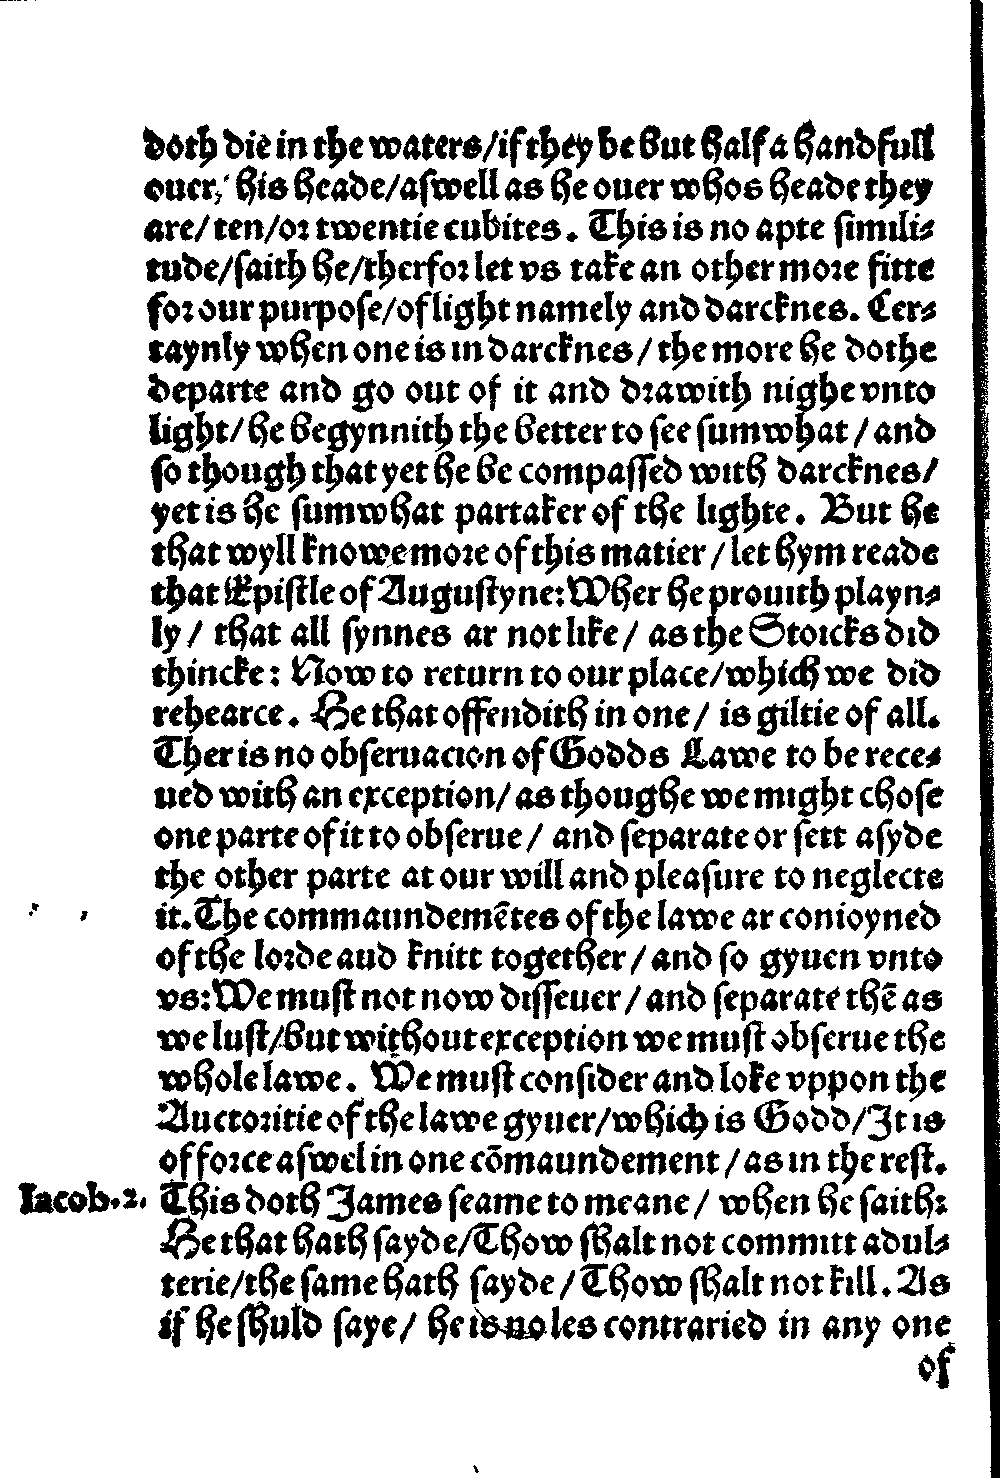 doth die in the waters/if they be but half a handfull
ouer, his heade/aswell as he ouer whos heade they
are/ ten/or twentie cubites. This is no apte simili-
tude/saith he/therfor let vs take an other more fitte
for our purpose/of light namely and darcknes. Cer-
taynly when one is in darcknes/ the more he dothe
departe and go out of it and drawith nighe vnto
light/ he begynnith the better to see sumwhat / and
so though that yet he be compassed with darcknes/
yet is he sumwhat partaker of the lighte. But he
that wyll knowe more of this matier / let hym reade
that Epistle of Augustyne: Wher he prouith playn-
ly / that all synnes ar not like/ as the Stoicks did
thincke: Now to return to our place/which we did
rehearce. He that offendith in one/ is giltie of all.
Ther is no obseruacion of Godds Lawe to be rece-
ued with an exception/ as thoughe we might chose
one parte of it to obserue/ and separate or sett asyde
the other parte at our will and pleasure to neglecte
it. The commaundemẽtes of the lawe ar conioyned
of the lorde aud knitt together/ and so gyuen vnto
vs: We must not now disseuer/ and separate thẽ as
we lust/but without exception we must obserue the
whole lawe. We must consider and loke vppon the
Auctoritie of the lawe gyuer/which is Godd/It is
of force aswel in one cõmaundement / as in the rest.
Iacob.2. This doth James seame to meane/ when he saith:
He that hath sayde/Thow shalt not committ adul-
terie/the same hath sayde/ Thow shalt not kill. As
if he shuld saye/ he is no les contraried in any one
of